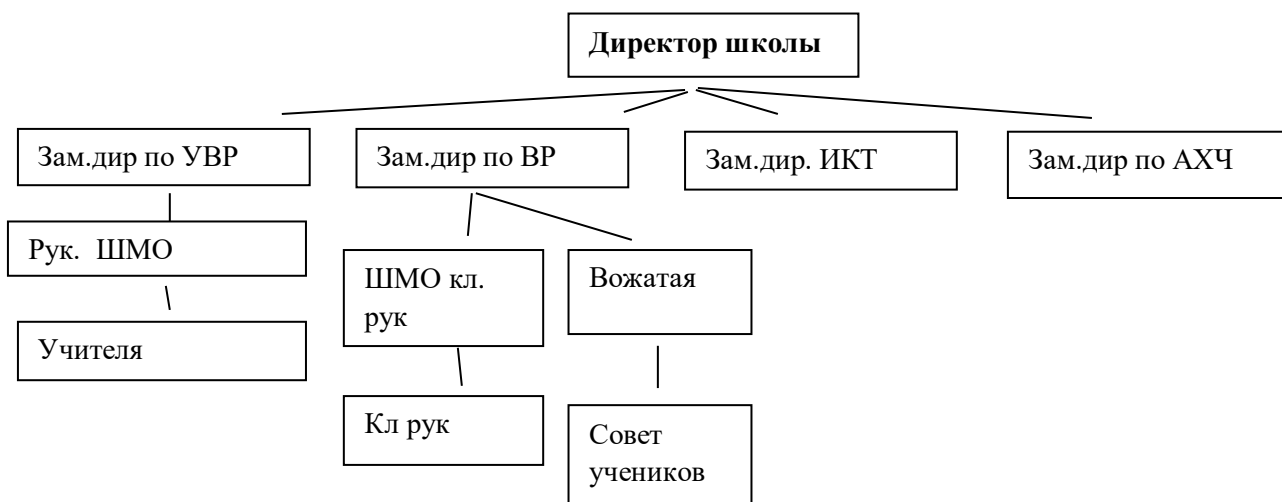 Директор школы
Зам.дир по УВР
Зам.дир по ВР
Зам.дир. ИКТ
Зам.дир по АХЧ
Рук. ШМО
ШМО кл.
рук
Вожатая
Учителя
Кл рук
Совет
учеников